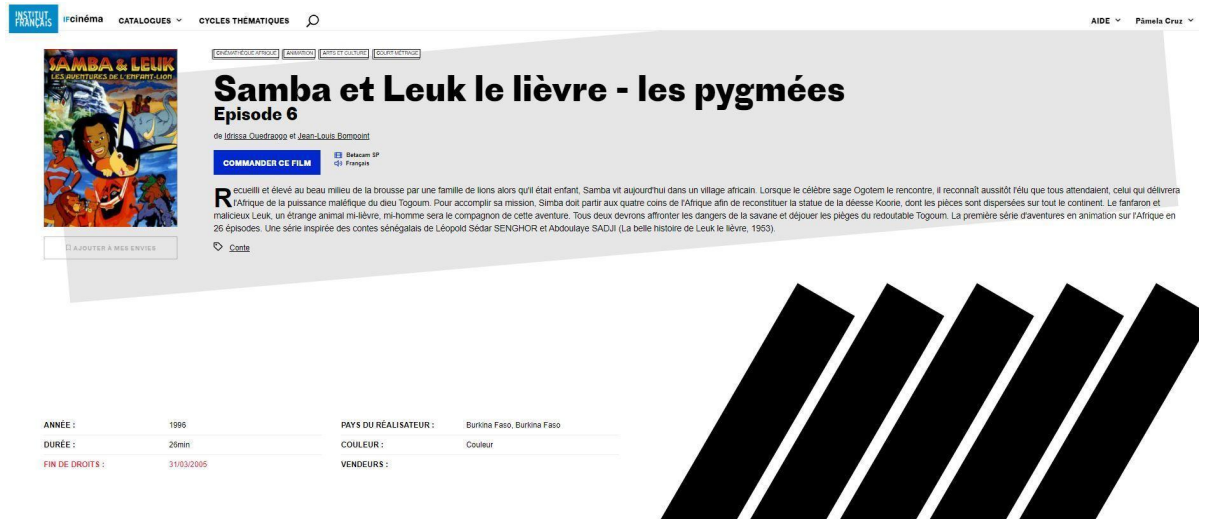 INSTITUT
FRANÇAIS
IFcinéma
CATALOGUES
CYCLES THÉMATIQUES
AIDE
Pâmela Cruz
SAMBA & LEUK
LES AVENTURES DE L'ENFANT-LION
CINÉMATHÈQUE AFRIQUE
ANIMATION
ARTS ET CULTURE
COURT MÉTRAGE
Samba et Leuk le lièvre - les pygmées
Episode 6
de Idrissa Ouedraogo et Jean-Louis Bompoint
COMMANDER CE FILM
Betacam SP
Français
Recueilli et élevé au beau milieu de la brousse par une famille de lions alors qu'il était enfant, Samba vit aujourd'hui dans un village africain. Lorsque le célèbre sage Ogotem le rencontre, il reconnaît aussitôt l'élu que tous attendaient, celui qui délivrera
l'Afrique de la puissance maléfique du dieu Togoum. Pour accomplir sa mission, Simba doit partir aux quatre coins de l'Afrique afin de reconstituer la statue de la déesse Koorie, dont les pièces sont dispersées sur tout le continent. Le fanfaron et
malicieux Leuk, un étrange animal mi-lièvre, mi-homme sera le compagnon de cette aventure. Tous deux devrons affronter les dangers de la savane et déjouer les pièges du redoutable Togoum. La première série d'aventures en animation sur l'Afrique en
26 épisodes. Une série inspirée des contes sénégalais de Léopold Sédar SENGHOR et Abdoulaye SADJI (La belle histoire de Leuk le lièvre, 1953).
AJOUTER À MES ENVIES
Conte
ANNÉE : 1996
PAYS DU RÉALISATEUR : Burkina Faso, Burkina Faso
DURÉE : 26min
COULEUR : Couleur
FIN DE DROITS : 31/03/2005
VENDEURS :